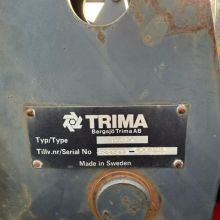 TRIMA
Bergsjö Trima AB
Typ/Type
Tillv.nr/Serial No
Made in Sweden